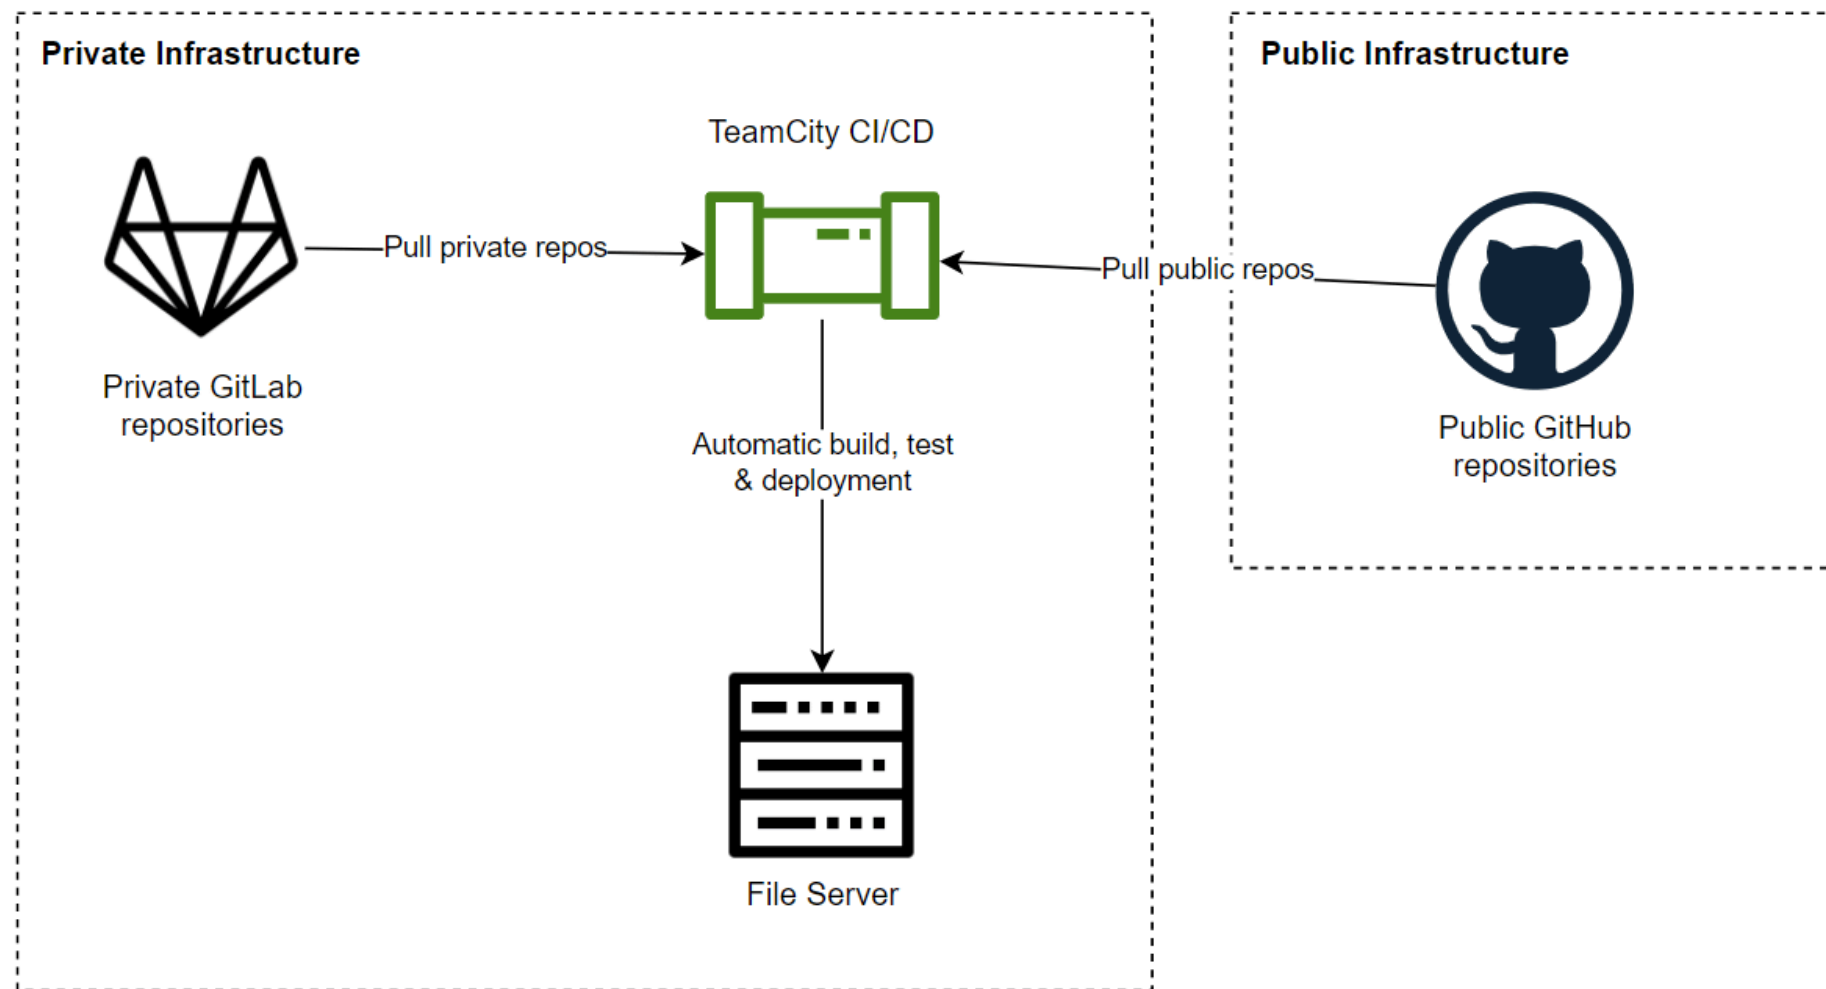 Private Infrastructure
Public Infrastructure
TeamCity CI/CD
Pull private repos
Pull public repos
Private GitLab
repositories
Public GitHub
repositories
Automatic build, test
& deployment
File Server